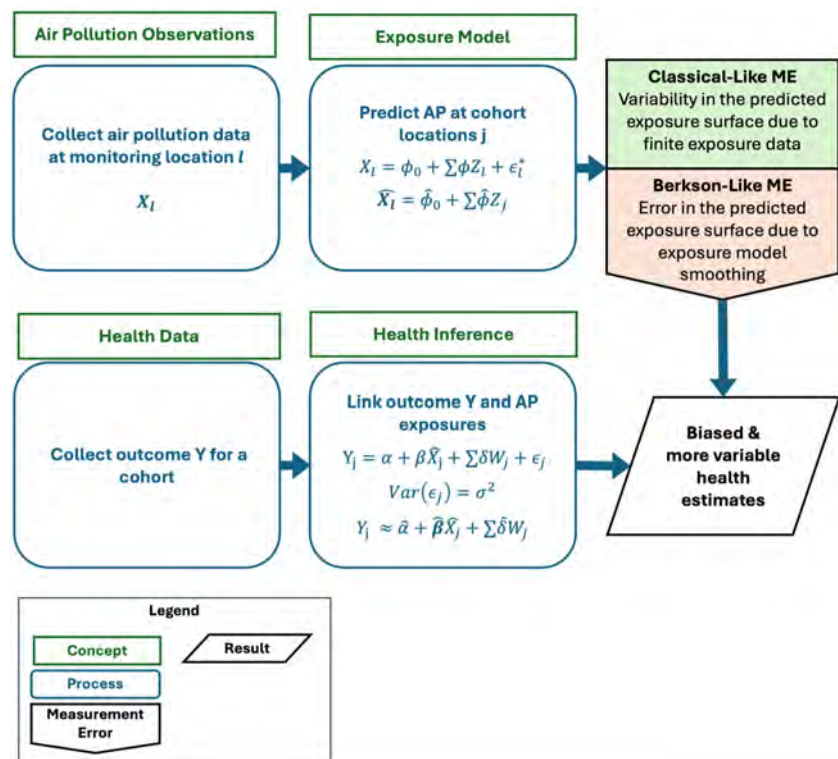 Air Pollution Observations
Exposure Model
Collect air pollution data
at monitoring location l
X_l
Predict AP at cohort
locations j
X_l = ϕ_0 + ∑ϕZ_l + ϵ_l^*
X̂_l = ϕ̂_0 + ∑ϕ̂Z_j
Classical-Like ME
Variability in the predicted
exposure surface due to
finite exposure data
Berkson-Like ME
Error in the predicted
exposure surface due to
exposure model
smoothing
Health Data
Health Inference
Collect outcome Y for a
cohort
Link outcome Y and AP
exposures
Y_j = α + βX̂_j + ∑δW_j + ϵ_j
Var(ϵ_j) = σ^2
Y_j ≈ α̂ + β̂X̂_j + ∑δ̂W_j
Biased &
more variable
health
estimates
Legend
Concept
Result
Process
Measurement
Error